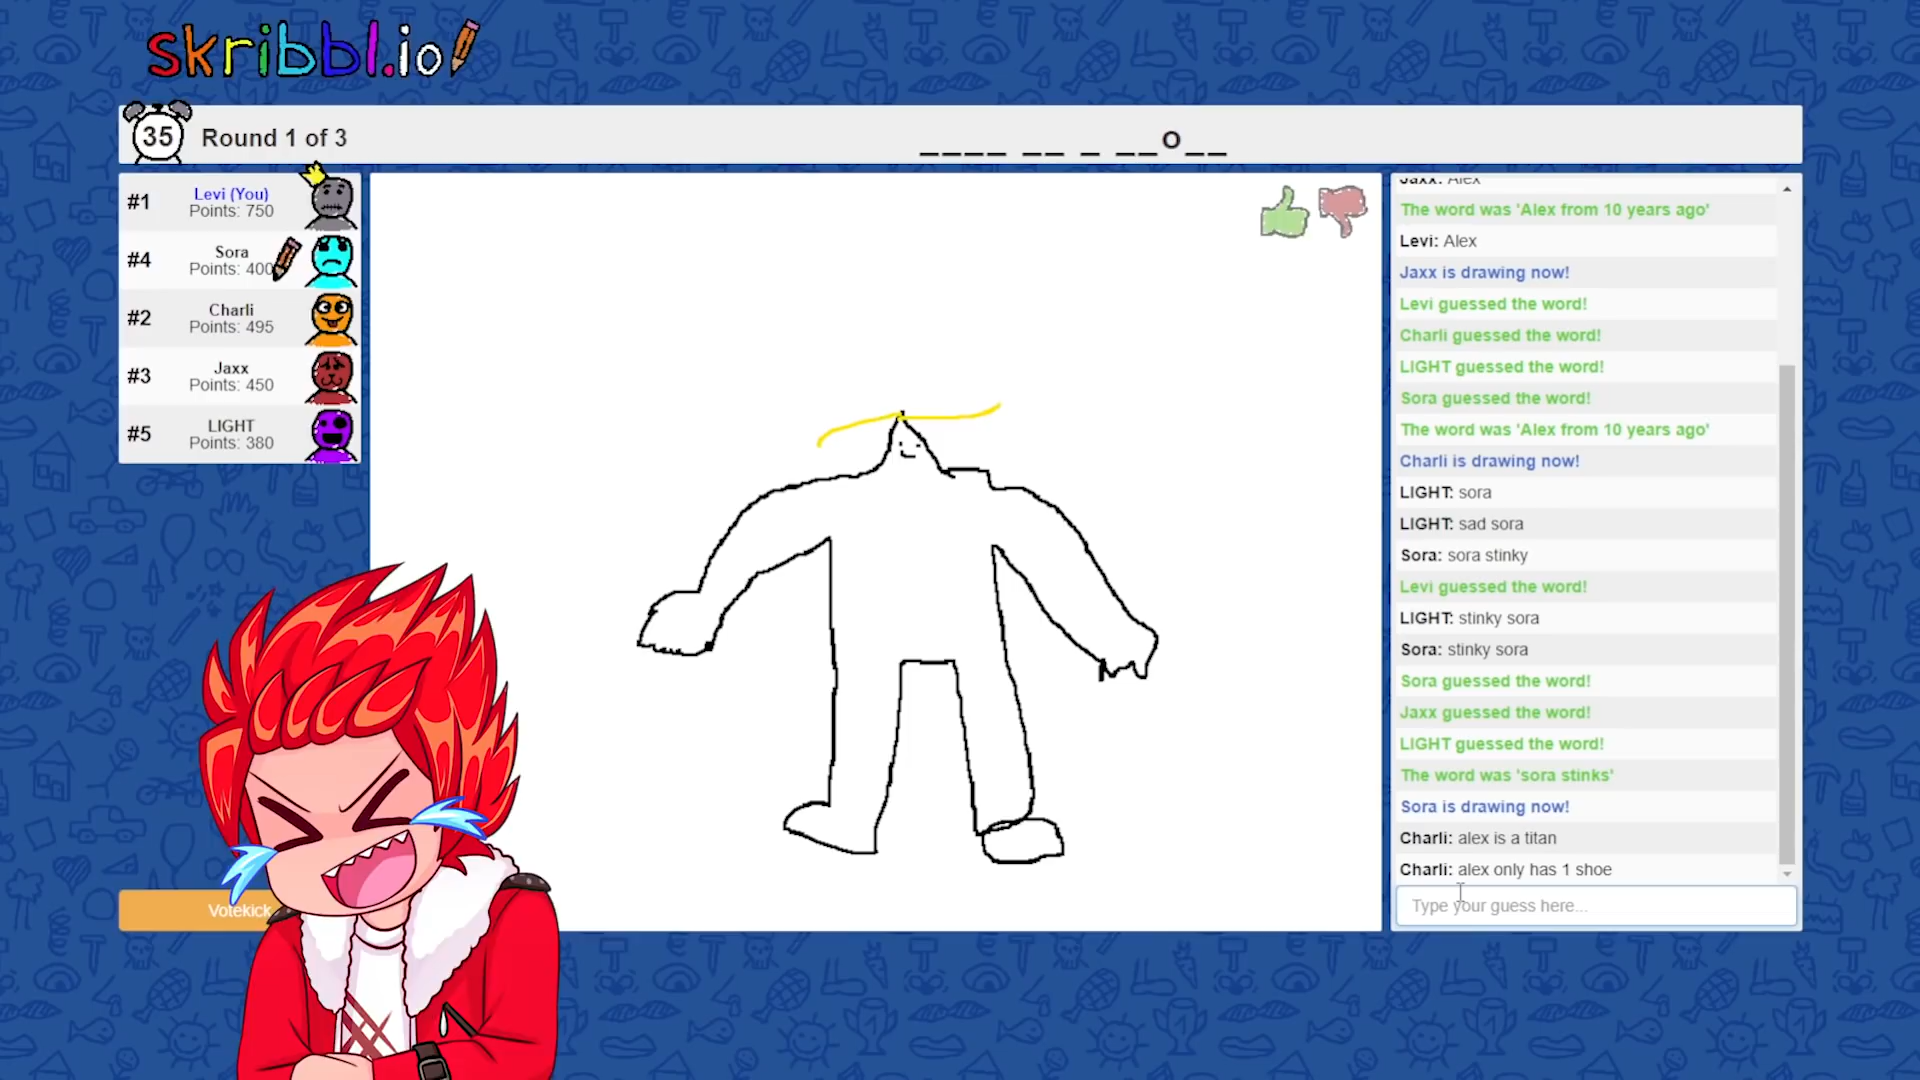 skribbl.io
35
Round 1 of 3
____ __ _ __o__
#1
Levi (You)
Points: 750
#4
Sora
Points: 400
#2
Charli
Points: 495
#3
Jaxx
Points: 450
#5
LIGHT
Points: 380
Votekick
Jaxx: Alex
The word was 'Alex from 10 years ago'
Levi: Alex
Jaxx is drawing now!
Levi guessed the word!
Charli guessed the word!
LIGHT guessed the word!
Sora guessed the word!
The word was 'Alex from 10 years ago'
Charli is drawing now!
LIGHT: sora
LIGHT: sad sora
Sora: sora stinky
Levi guessed the word!
LIGHT: stinky sora
Sora: stinky sora
Sora guessed the word!
Jaxx guessed the word!
LIGHT guessed the word!
The word was 'sora stinks'
Sora is drawing now!
Charli: alex is a titan
Charli: alex only has 1 shoe
Type your guess here...